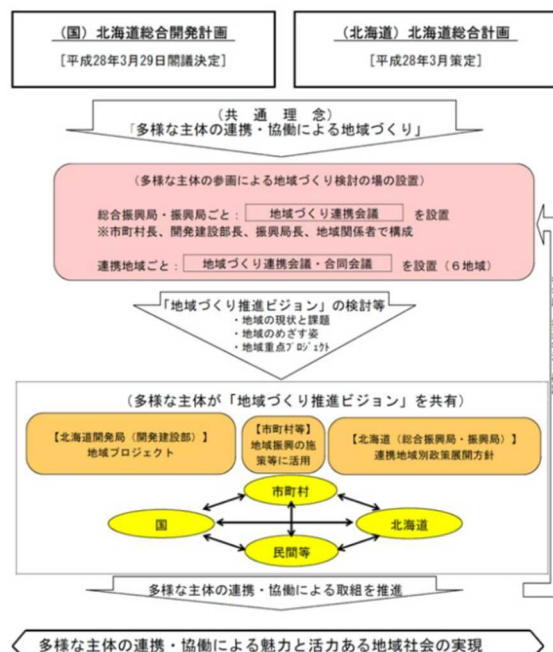 （国）北海道総合開発計画
［平成28年3月29日閣議決定］
（北海道）北海道総合計画
［平成28年3月策定］
（共　通　理　念）
「多様な主体の連携・協働による地域づくり」
（多様な主体の参画による地域づくり検討の場の設置）
総合振興局・振興局ごと： 地域づくり連携会議 を設置
※市町村長、開発建設部長、振興局長、地域関係者で構成
連携地域ごと： 地域づくり連携会議・合同会議 を設置（６地域）
「地域づくり推進ビジョン」の検討等
・地域の現状と課題
・地域のめざす姿
・地域重点ﾌﾟﾛｼﾞｪｸﾄ
（多様な主体が「地域づくり推進ビジョン」を共有）
【北海道開発局（開発建設部）】
地域プロジェクト
【市町村等】
地域振興の施
策等に活用
【北海道（総合振興局・振興局）】
連携地域別政策展開方針
市町村
国
北海道
民間等
多様な主体の連携・協働による取組を推進
多様な主体の連携・協働による魅力と活力ある地域社会の実現